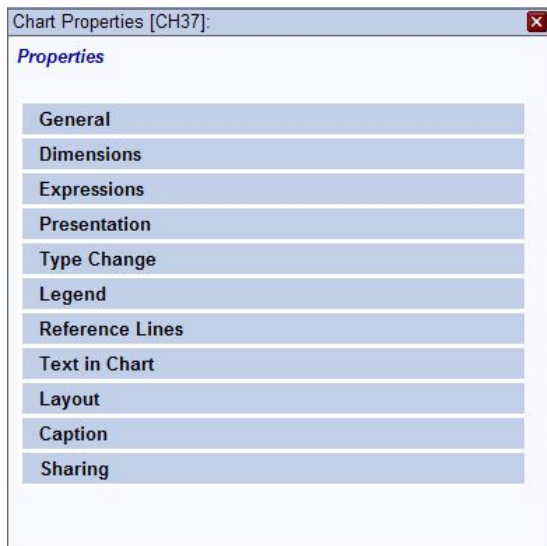 Chart Properties [CH37]:
Properties
General
Dimensions
Expressions
Presentation
Type Change
Legend
Reference Lines
Text in Chart
Layout
Caption
Sharing